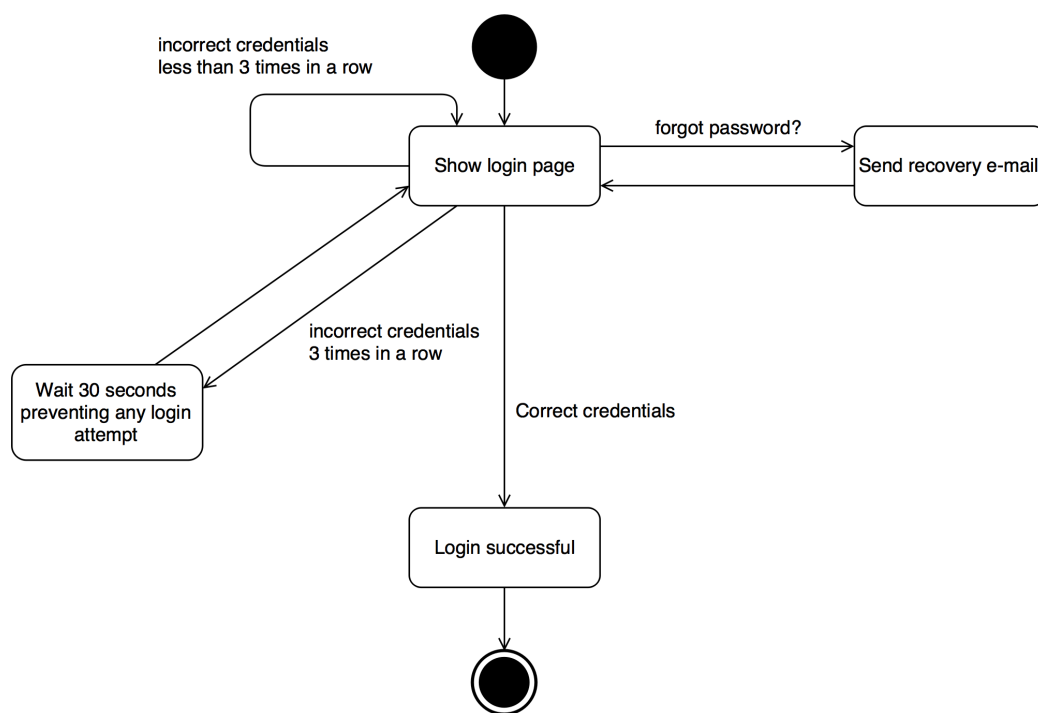 incorrect credentials
less than 3 times in a row
forgot password?
Show login page
Send recovery e-mail
incorrect credentials
3 times in a row
Wait 30 seconds
preventing any login
attempt
Correct credentials
Login successful